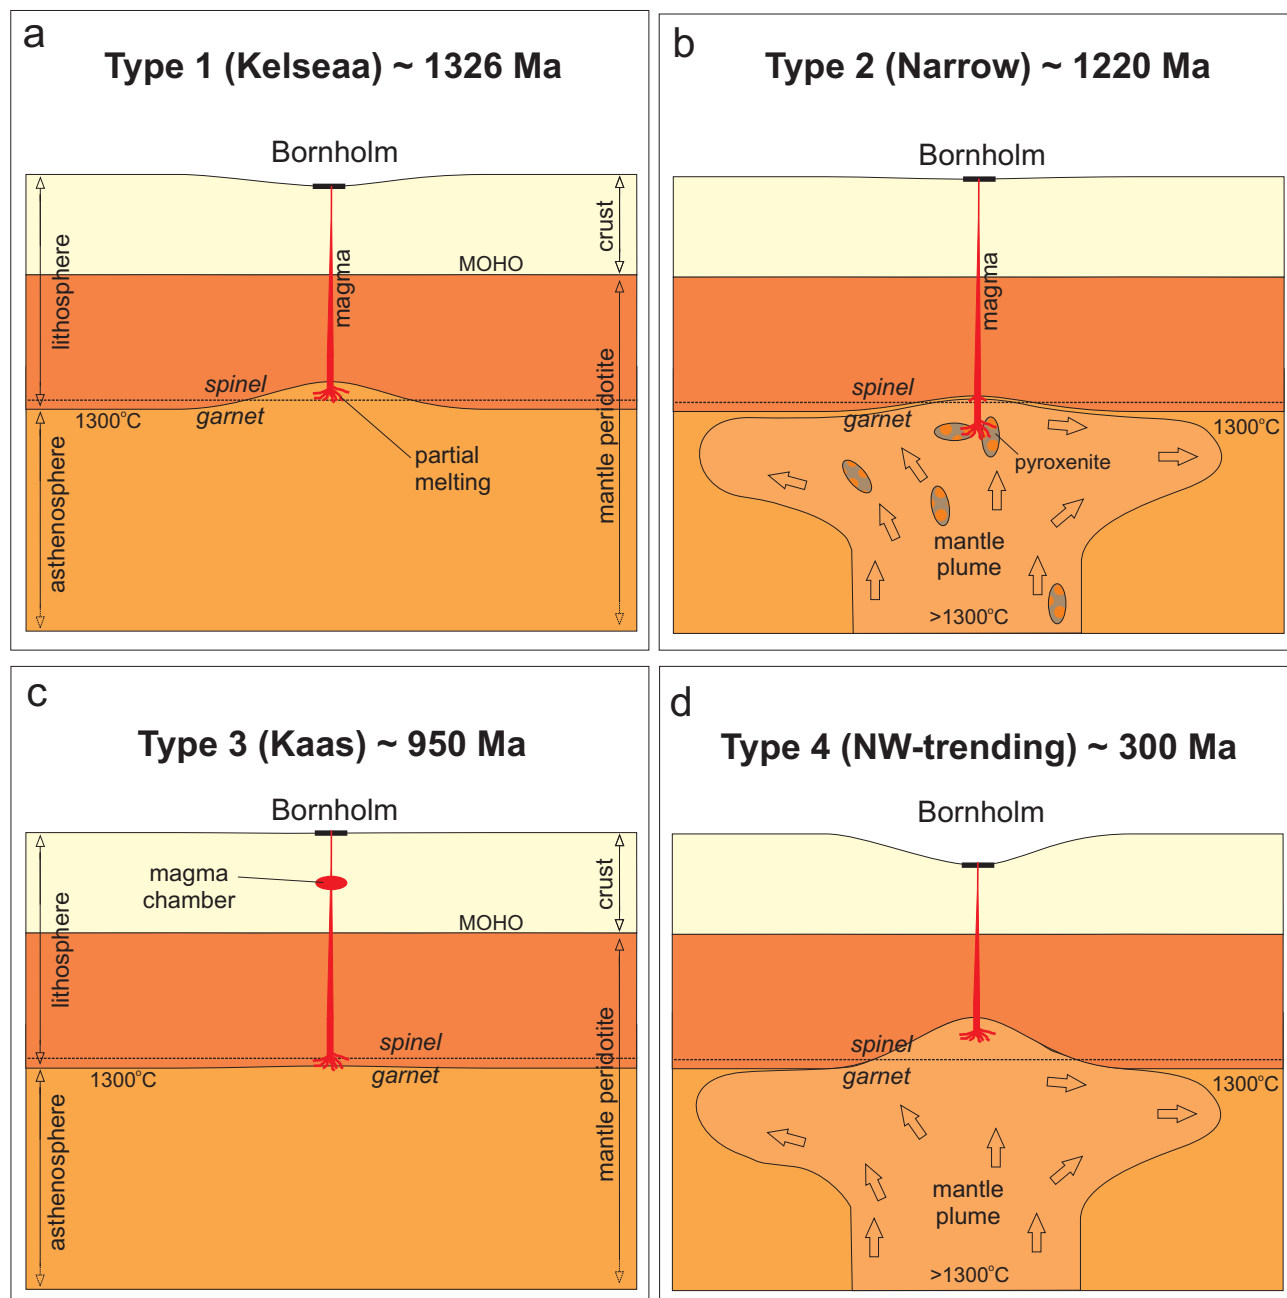 a
Type 1 (Kelseaa) ~ 1326 Ma
Bornholm
lithosphere
crust
MOHO
magma
spinel
garnet
1300°C
partial
melting
mantle peridotite
asthenosphere
b
Type 2 (Narrow) ~ 1220 Ma
Bornholm
magma
spinel
garnet
1300°C
pyroxenite
mantle
plume
>1300°C
c
Type 3 (Kaas) ~ 950 Ma
Bornholm
lithosphere
magma
chamber
crust
MOHO
spinel
garnet
1300°C
mantle peridotite
asthenosphere
d
Type 4 (NW-trending) ~ 300 Ma
Bornholm
spinel
garnet
1300°C
mantle
plume
>1300°C